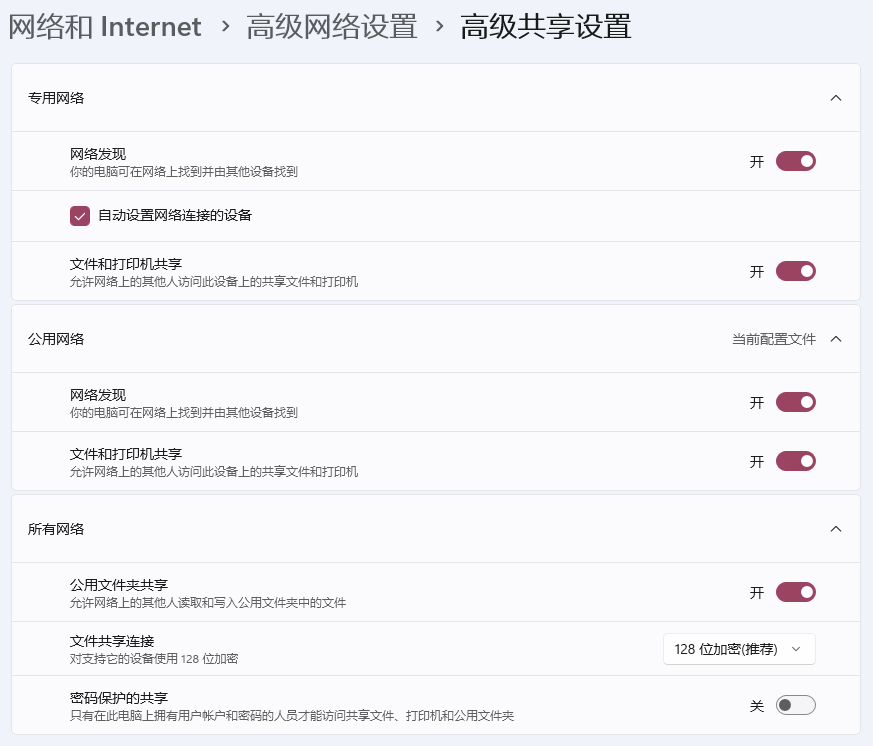 网络和 Internet › 高级网络设置 › 高级共享设置
专用网络
网络发现
开
你的电脑可在网络上找到并由其他设备找到
自动设置网络连接的设备
文件和打印机共享
开
允许网络上的其他人访问此设备上的共享文件和打印机
公用网络 当前配置文件
网络发现
开
你的电脑可在网络上找到并由其他设备找到
文件和打印机共享
开
允许网络上的其他人访问此设备上的共享文件和打印机
所有网络
公用文件夹共享
开
允许网络上的其他人读取和写入公用文件夹中的文件
文件共享连接
128 位加密(推荐)
对支持它的设备使用 128 位加密
密码保护的共享
关
只有在此电脑上拥有用户帐户和密码的人员才能访问共享文件、打印机和公用文件夹